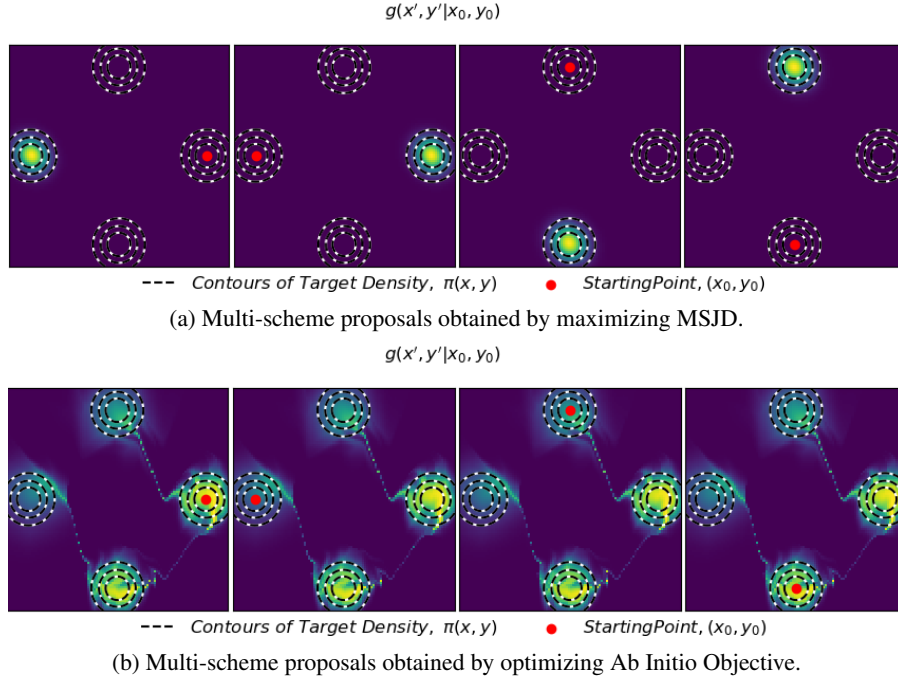 g(x′, y′|x₀, y₀)
Contours of Target Density, π(x, y) StartingPoint, (x₀, y₀)
(a) Multi-scheme proposals obtained by maximizing MSJD.
g(x′, y′|x₀, y₀)
Contours of Target Density, π(x, y) StartingPoint, (x₀, y₀)
(b) Multi-scheme proposals obtained by optimizing Ab Initio Objective.